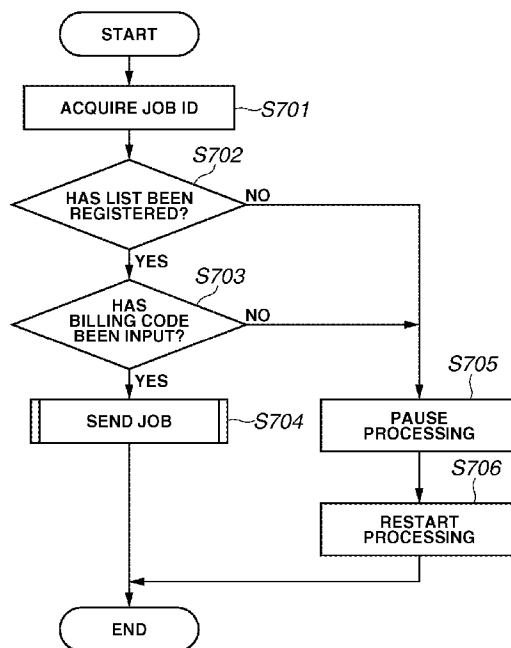 START
ACQUIRE JOB ID
S701
S702
HAS LIST BEEN
REGISTERED?
NO
YES
S703
HAS
BILLING CODE
BEEN INPUT?
NO
YES
SEND JOB
S704
S705
PAUSE
PROCESSING
S706
RESTART
PROCESSING
END